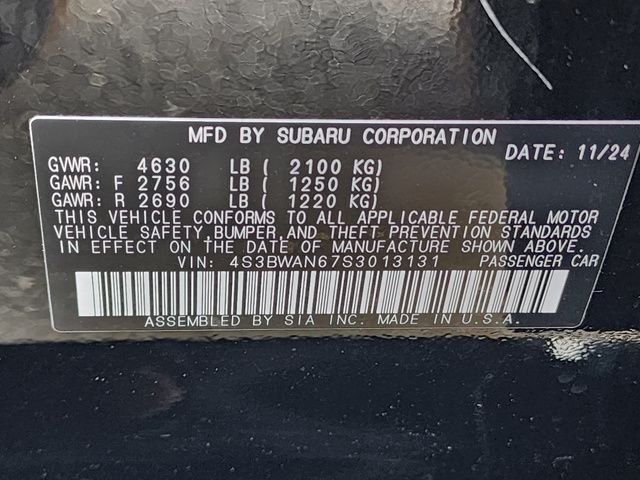 MFD BY SUBARU CORPORATION
DATE: 11/24
GVWR: 4630 LB ( 2100 KG)
GAWR: F 2756 LB ( 1250 KG)
GAWR: R 2690 LB ( 1220 KG)
THIS VEHICLE CONFORMS TO ALL APPLICABLE FEDERAL MOTOR
VEHICLE SAFETY, BUMPER, AND THEFT PREVENTION STANDARDS
IN EFFECT ON THE DATE OF MANUFACTURE SHOWN ABOVE.
VIN: 4S3BWAN67S3013131 PASSENGER CAR
ASSEMBLED BY SIA INC. MADE IN U.S.A.